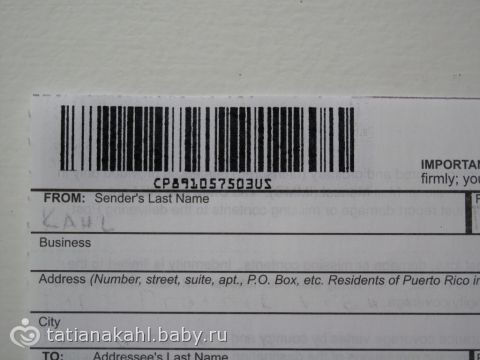 CP891057503US
IMPORTAN
firmly; you
FROM: Sender's Last Name
KAHL
Business
Address (Number, street, suite, apt., P.O. Box, etc. Residents of Puerto Rico in
City
TO: Addressee's Last Name
tatianakahl.baby.ru